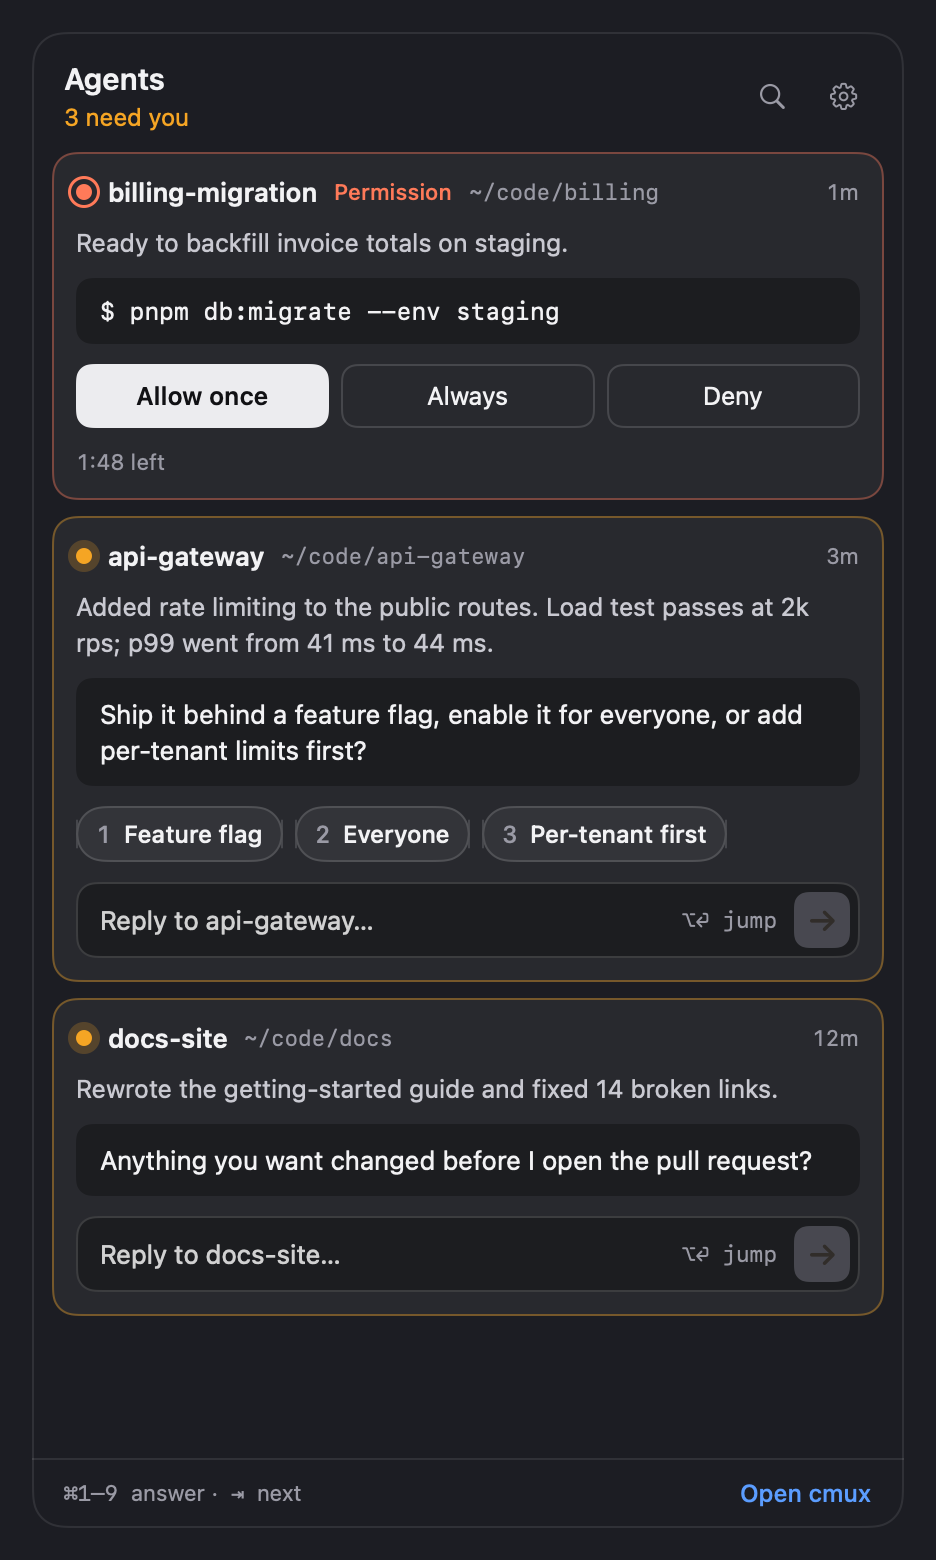 Agents
3 need you
billing-migration Permission ~/code/billing 1m
Ready to backfill invoice totals on staging.
$ pnpm db:migrate --env staging
Allow once Always Deny
1:48 left
api-gateway ~/code/api-gateway 3m
Added rate limiting to the public routes. Load test passes at 2k
rps; p99 went from 41 ms to 44 ms.
Ship it behind a feature flag, enable it for everyone, or add
per-tenant limits first?
1 Feature flag 2 Everyone 3 Per-tenant first
Reply to api-gateway... ⌥⏎ jump →
docs-site ~/code/docs 12m
Rewrote the getting-started guide and fixed 14 broken links.
Anything you want changed before I open the pull request?
Reply to docs-site... ⌥⏎ jump →
⌘1–9 answer · ⇥ next Open cmux